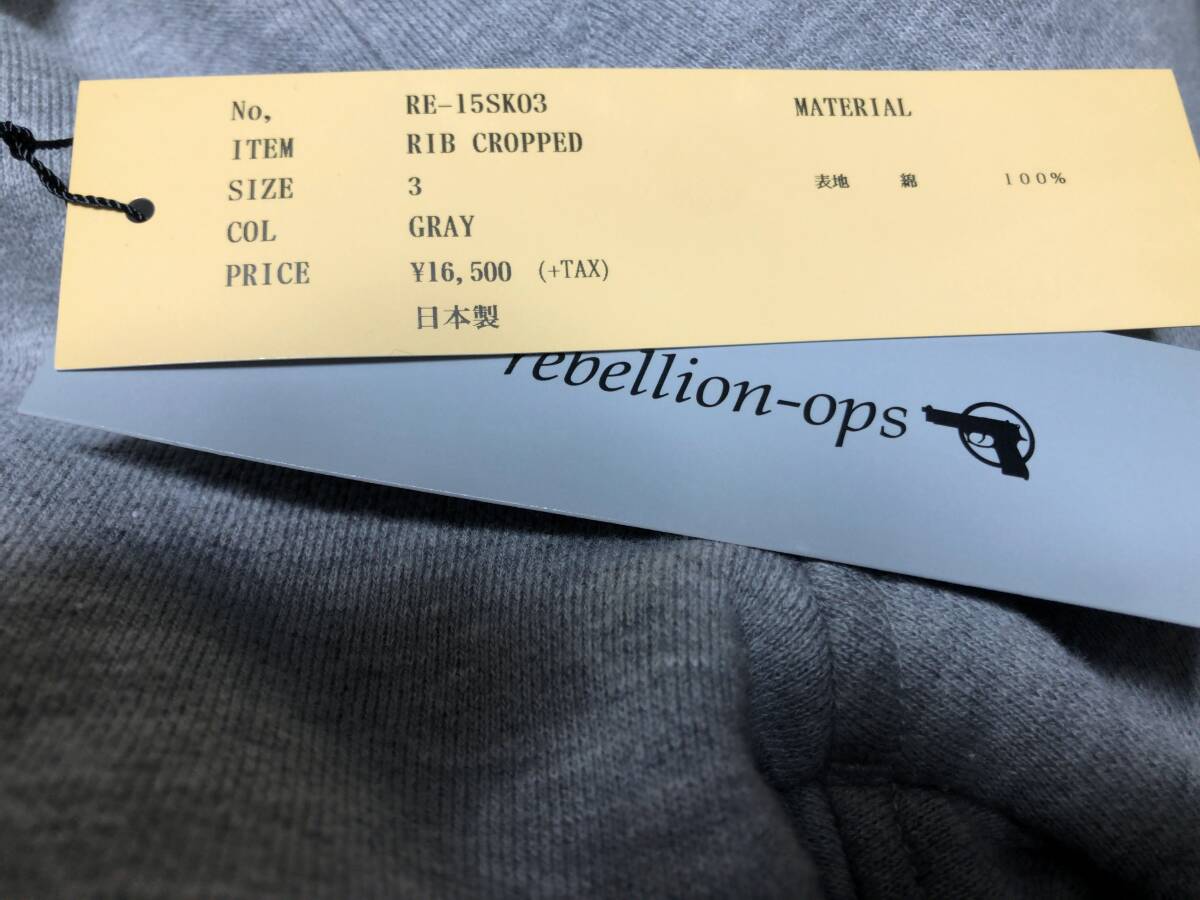 No, RE-15SK03 MATERIAL
ITEM RIB CROPPED
SIZE 3 表地 綿 100%
COL GRAY
PRICE ¥16,500 (+TAX)
日本製
rebellion-ops